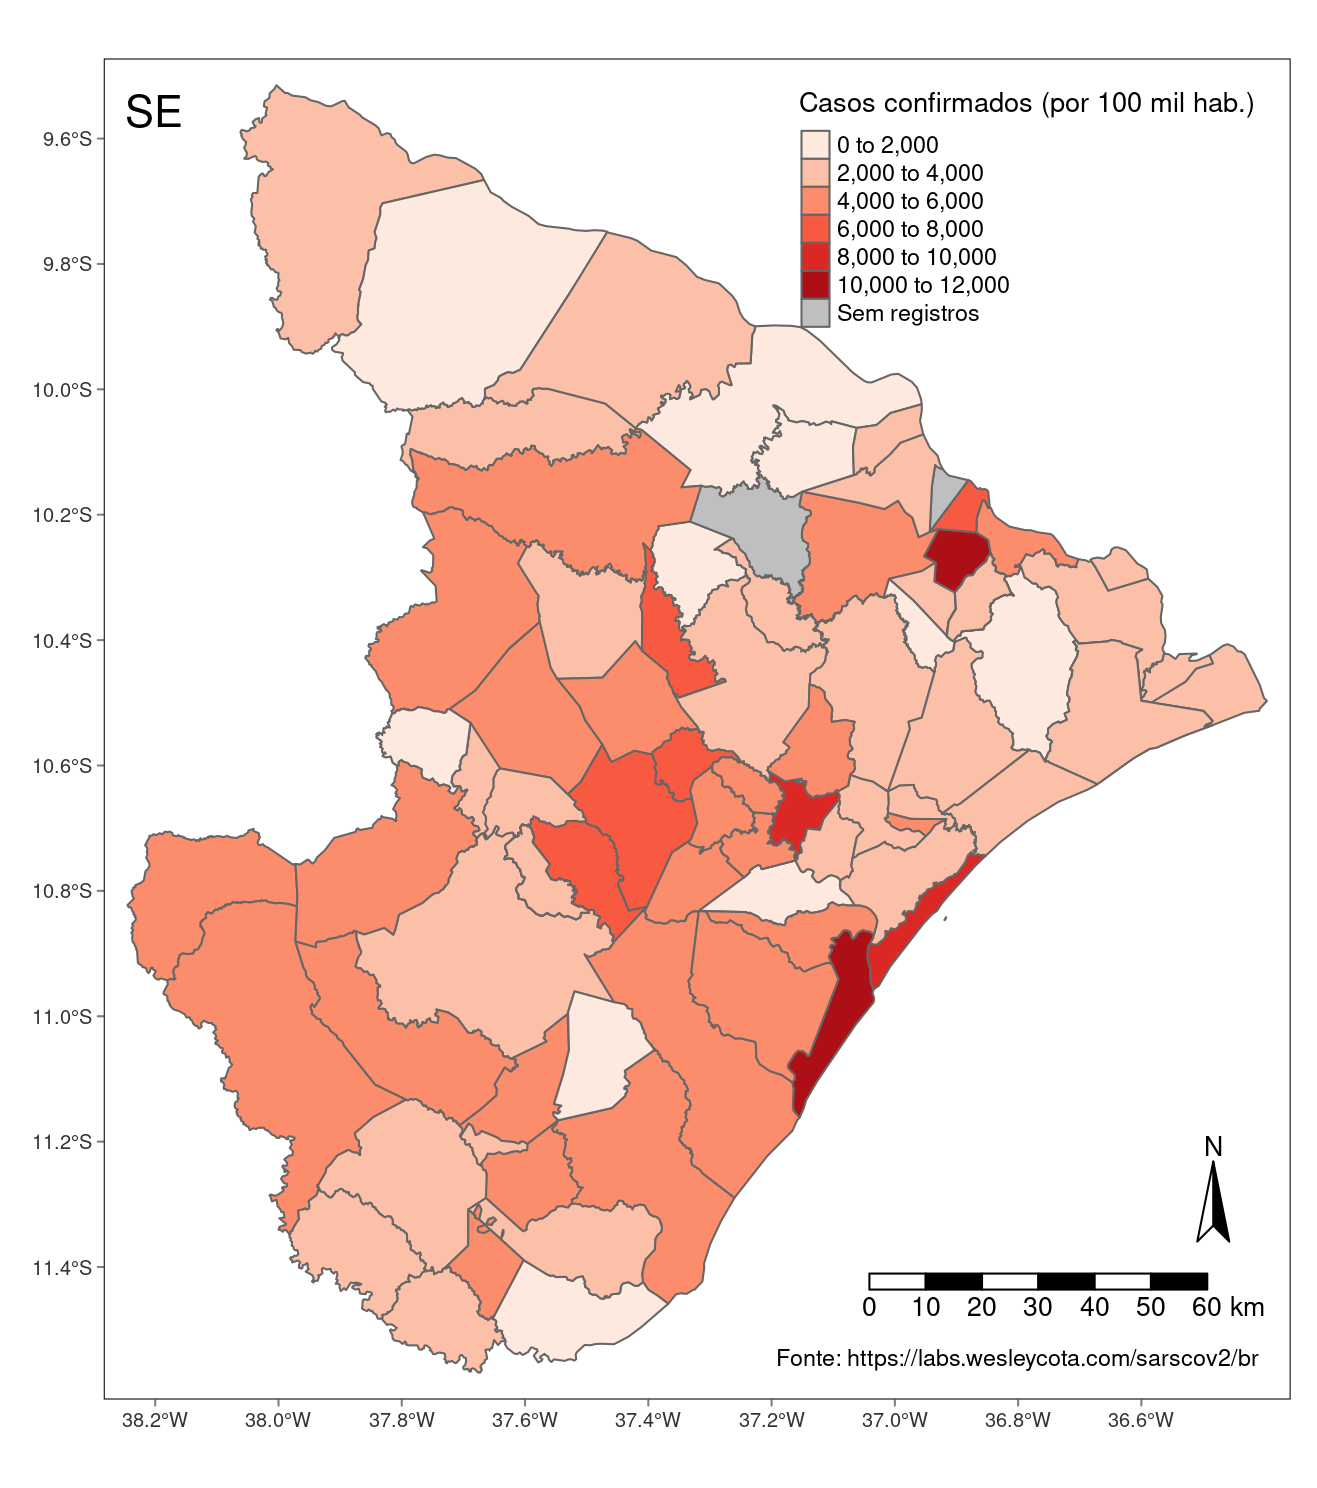 SE
Casos confirmados (por 100 mil hab.)
0 to 2,000
2,000 to 4,000
4,000 to 6,000
6,000 to 8,000
8,000 to 10,000
10,000 to 12,000
Sem registros
9.6°S
9.8°S
10.0°S
10.2°S
10.4°S
10.6°S
10.8°S
11.0°S
11.2°S
11.4°S
N
0 10 20 30 40 50 60 km
Fonte: https://labs.wesleycota.com/sarscov2/br
38.2°W 38.0°W 37.8°W 37.6°W 37.4°W 37.2°W 37.0°W 36.8°W 36.6°W